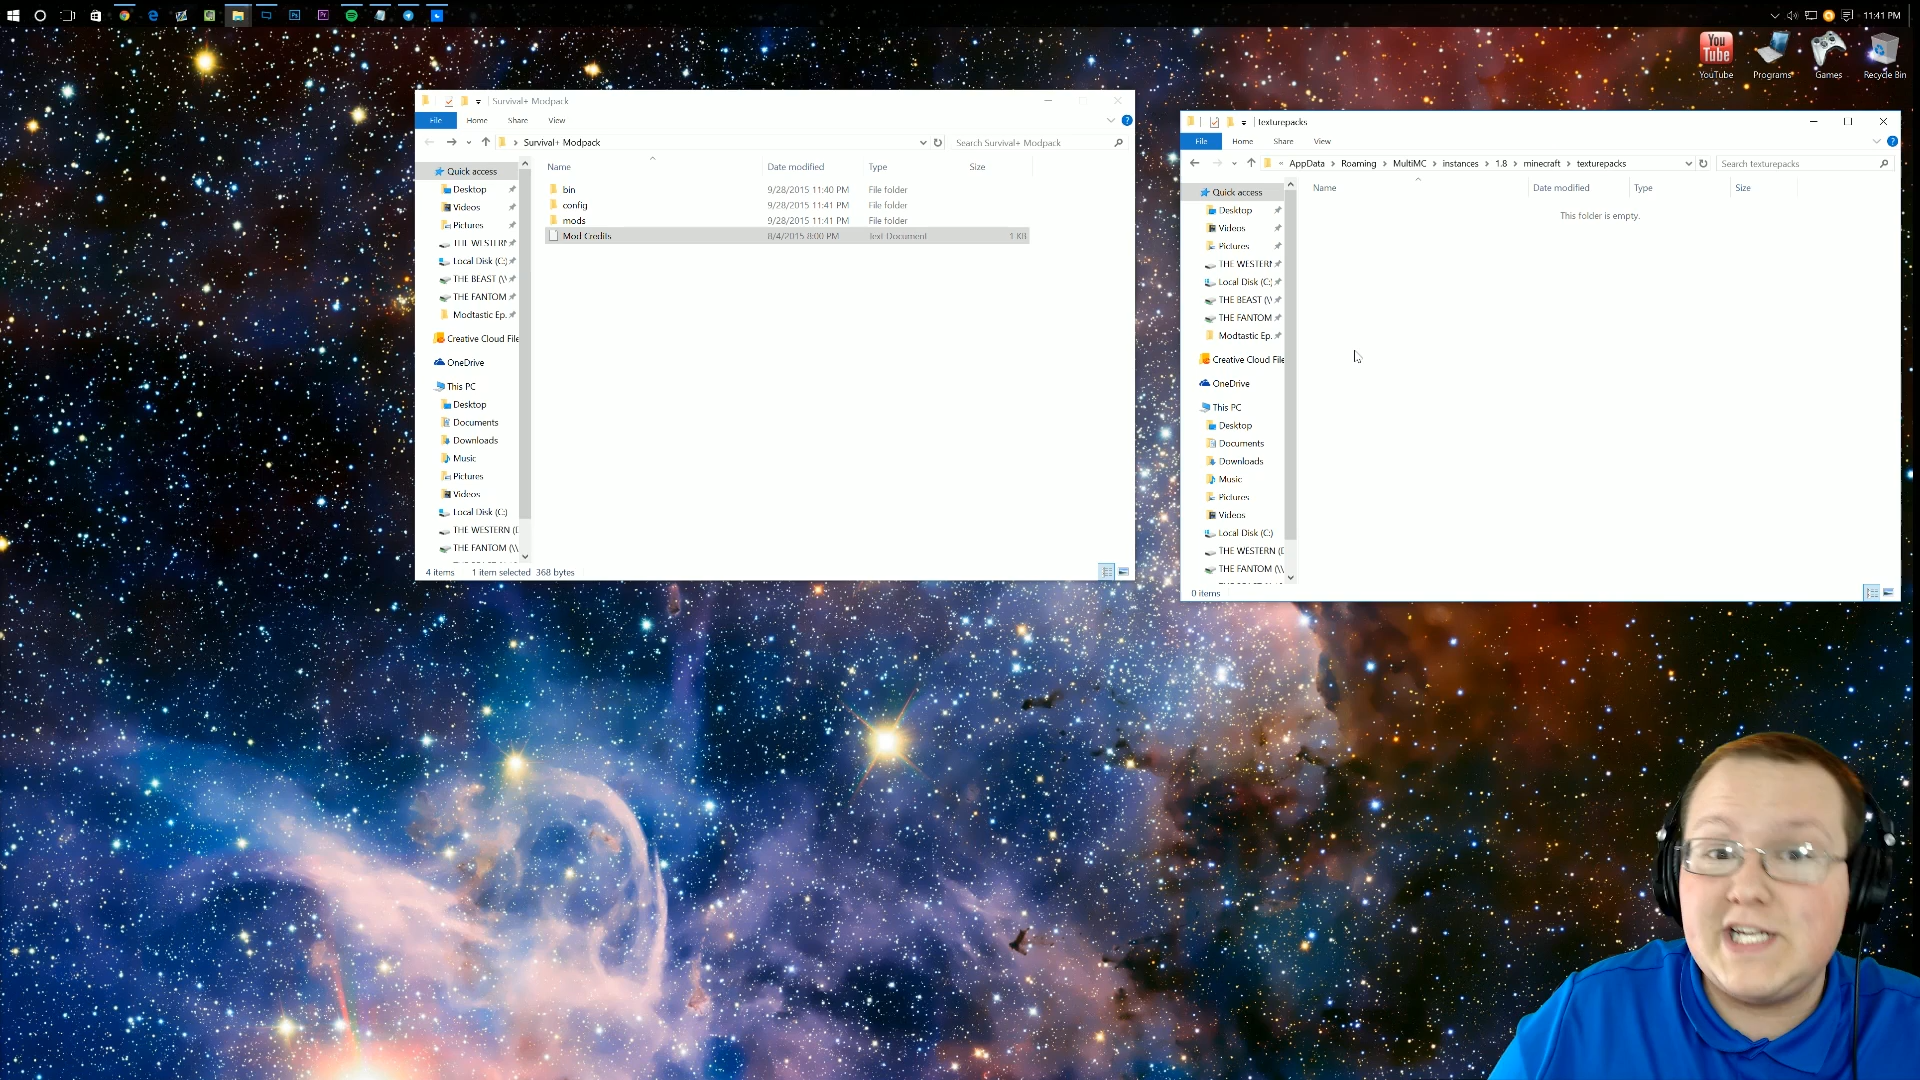 11:41 PM
YouTube
Programs
Games
Recycle Bin
Survival+ Modpack
File Home Share View
Survival+ Modpack
Search Survival+ Modpack
Name Date modified Type Size
Quick access
Desktop
Videos
Pictures
THE WESTERN
Local Disk (C:)
THE BEAST (\\
THE FANTOM
Modtastic Ep.
Creative Cloud File
OneDrive
This PC
Desktop
Documents
Downloads
Music
Pictures
Videos
Local Disk (C:)
THE WESTERN (D
THE FANTOM (\\
bin 9/28/2015 11:40 PM File folder
config 9/28/2015 11:41 PM File folder
mods 9/28/2015 11:41 PM File folder
Mod Credits 8/4/2015 8:00 PM Text Document 1 KB
4 items 1 item selected 368 bytes
texturepacks
File Home Share View
« AppData › Roaming › MultiMC › instances › 1.8 › minecraft › texturepacks
Search texturepacks
Name Date modified Type Size
This folder is empty.
Quick access
Desktop
Videos
Pictures
THE WESTERN
Local Disk (C:)
THE BEAST (\\
THE FANTOM
Modtastic Ep.
Creative Cloud File
OneDrive
This PC
Desktop
Documents
Downloads
Music
Pictures
Videos
Local Disk (C:)
THE WESTERN (D
THE FANTOM (\\
0 items